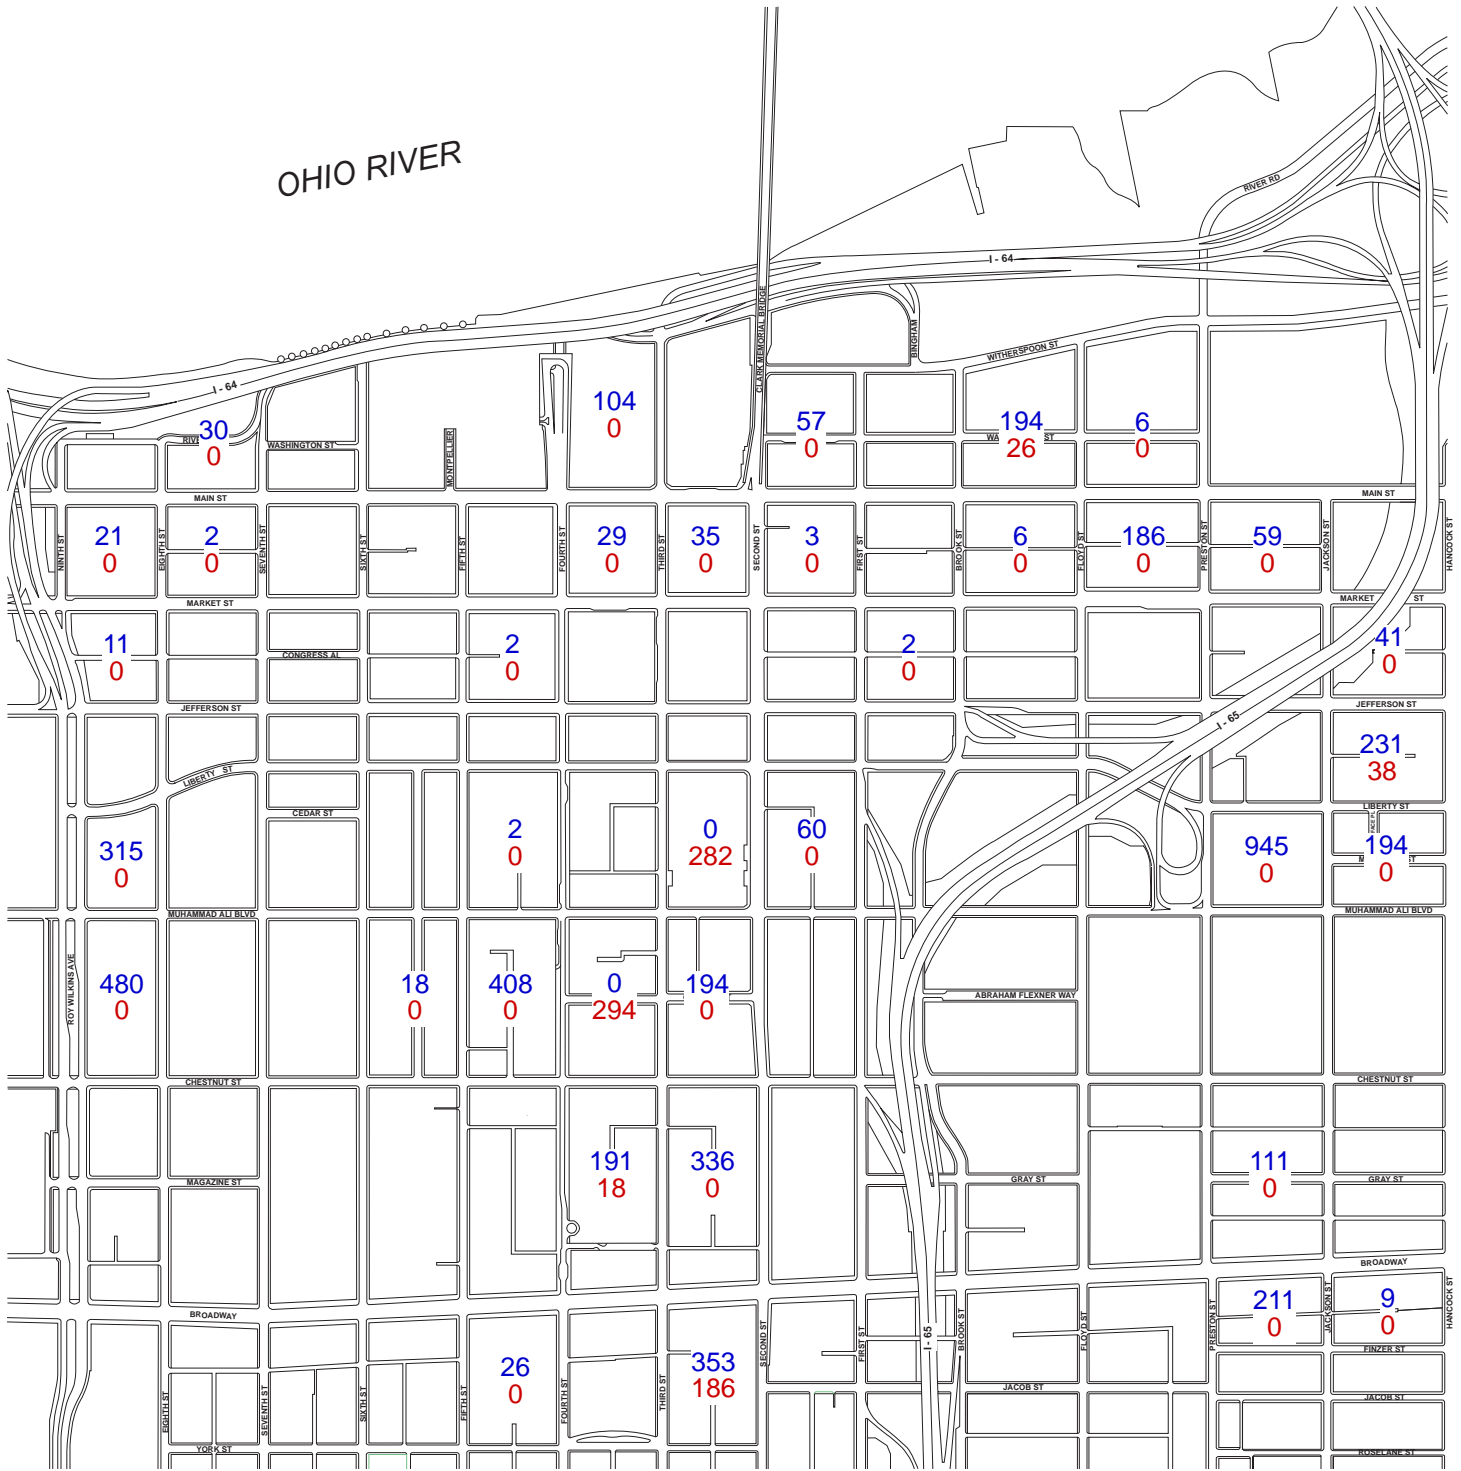 OHIO RIVER
RIVER RD
I - 64
CLARK MEMORIAL BRIDGE
BINGHAM
WITHERSPOON ST
I - 64
104
0
57
0
194
26
6
0
30
0
WASHINGTON ST
MONTPELLIER
MAIN ST
MAIN ST
NINTH ST
21
0
EIGHTH ST
2
0
SEVENTH ST
SIXTH ST
FIFTH ST
FOURTH ST
29
0
THIRD ST
35
0
SECOND ST
3
0
FIRST ST
BROOK ST
6
0
FLOYD ST
186
0
PRESTON ST
59
0
JACKSON ST
HANCOCK ST
MARKET ST
MARKET ST
11
0
CONGRESS AL
2
0
2
0
41
0
JEFFERSON ST
JEFFERSON ST
I - 65
231
38
LIBERTY ST
LIBERTY ST
CEDAR ST
315
0
2
0
0
282
60
0
945
0
194
0
MUHAMMAD ALI BLVD
MUHAMMAD ALI BLVD
ROY WILKINS AVE
480
0
18
0
408
0
0
294
194
0
ABRAHAM FLEXNER WAY
CHESTNUT ST
CHESTNUT ST
191
18
336
0
111
0
MAGAZINE ST
GRAY ST
GRAY ST
BROADWAY
BROADWAY
211
0
9
0
PRESTON ST
JACKSON ST
HANCOCK ST
SECOND ST
FIRST ST
I - 65
BROOK ST
FLOYD ST
FINZER ST
26
0
353
186
EIGHTH ST
SEVENTH ST
SIXTH ST
FIFTH ST
FOURTH ST
THIRD ST
JACOB ST
JACOB ST
YORK ST
ROSELANE ST